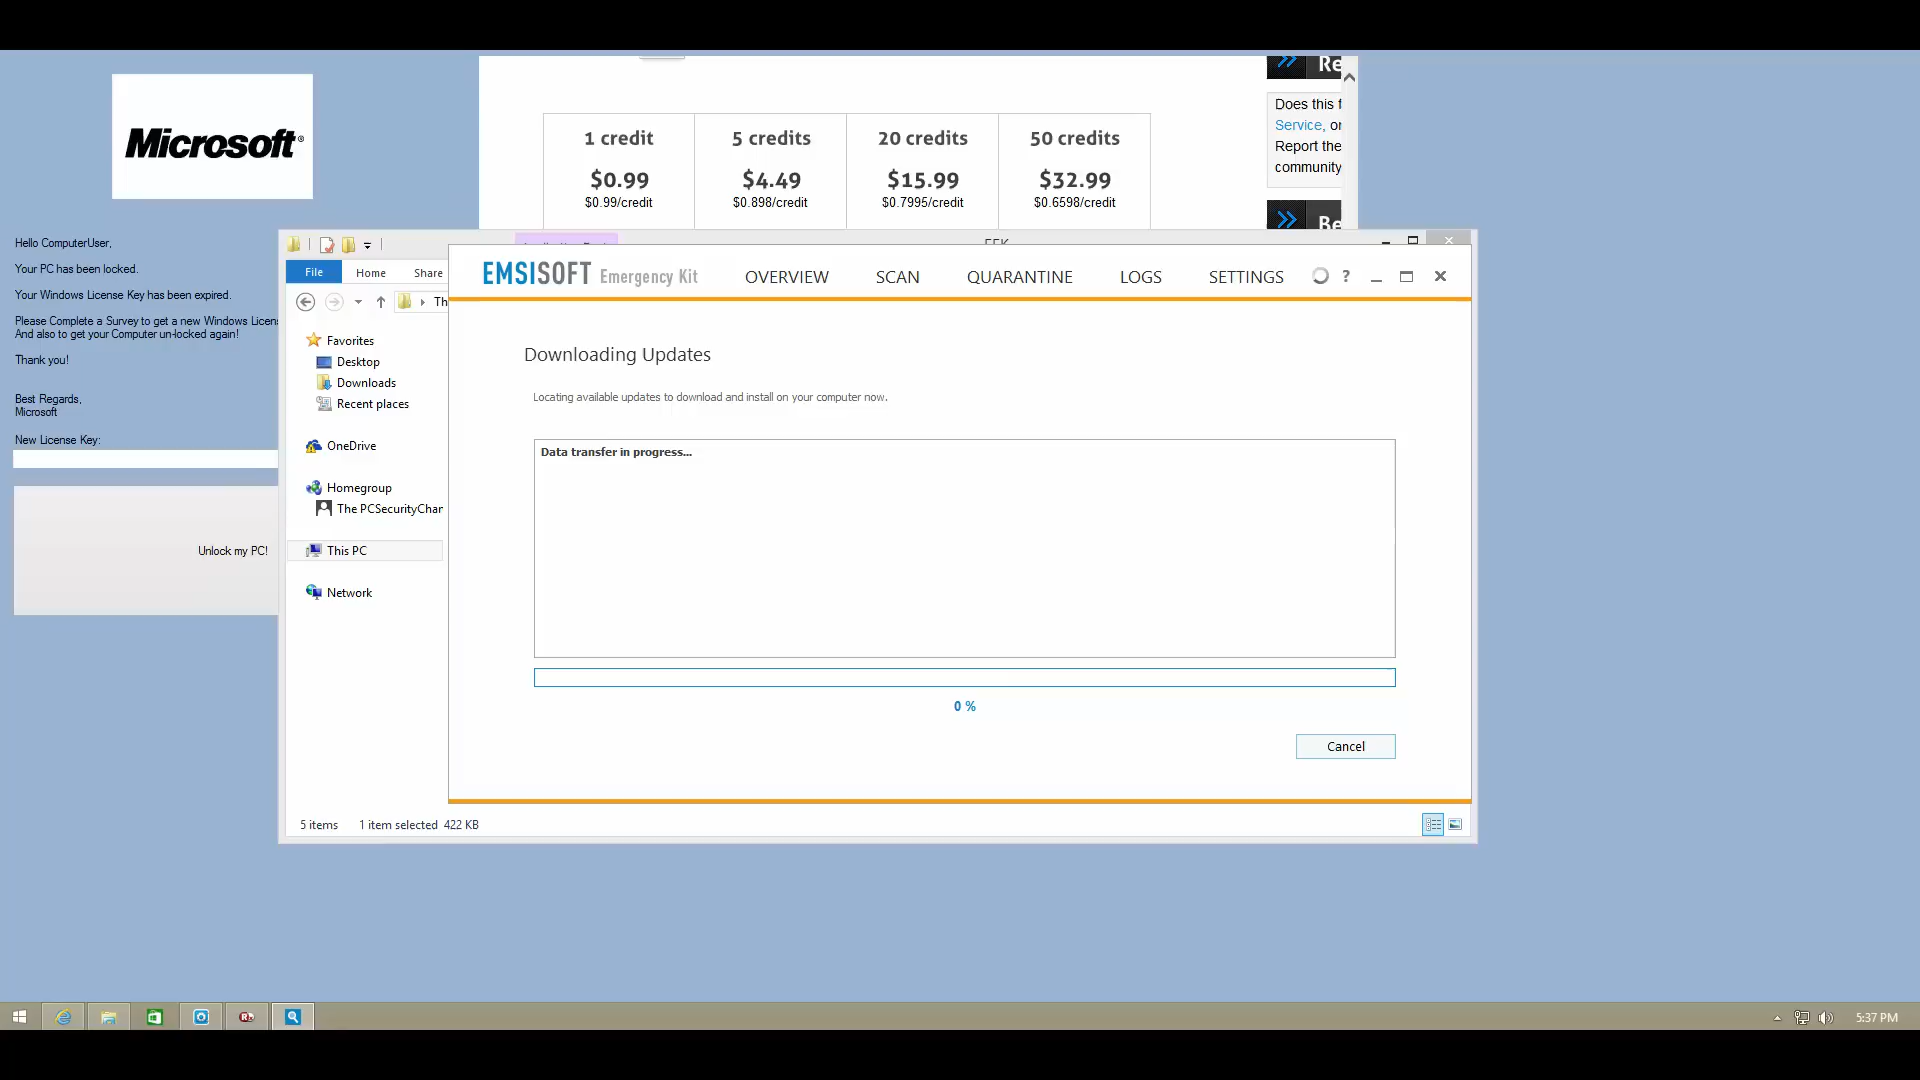 Microsoft®
Hello ComputerUser,
Your PC has been locked.
Your Windows License Key has been expired.
Please Complete a Survey to get a new Windows
And also to get your Computer un-locked again!
Thank you!
Best Regards,
Microsoft
New License Key:
Unlock my PC!
1 credit
$0.99
$0.99/credit
5 credits
$4.49
$0.898/credit
20 credits
$15.99
$0.7995/credit
50 credits
$32.99
$0.6598/credit
Re
Does this
Service, or
Report the
community
Be
File
Home
Share
Th
Favorites
Desktop
Downloads
Recent places
OneDrive
Homegroup
The PCSecurityChan
This PC
Network
5 items
1 item selected 422 KB
EMSISOFT Emergency Kit
OVERVIEW
SCAN
QUARANTINE
LOGS
SETTINGS
?
Downloading Updates
Locating available updates to download and install on your computer now.
Data transfer in progress...
0 %
Cancel
5:37 PM